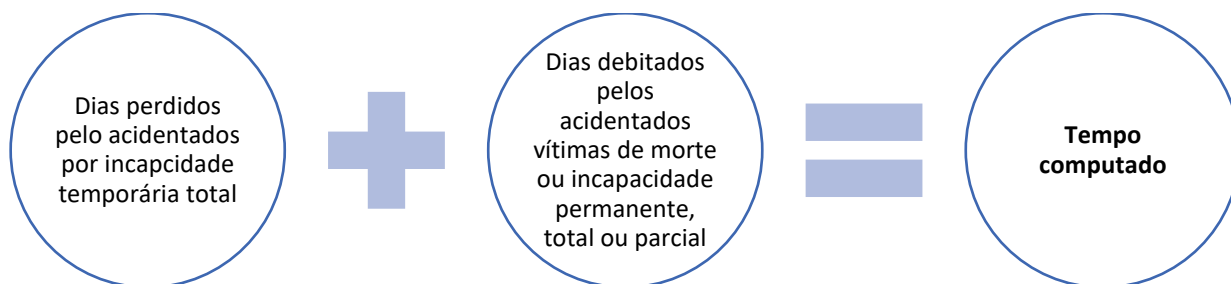 Dias perdidos
pelo acidentados
por incapcidade
temporária total
Dias debitados
pelos
acidentados
vítimas de morte
ou incapacidade
permanente,
total ou parcial
Tempo
computado